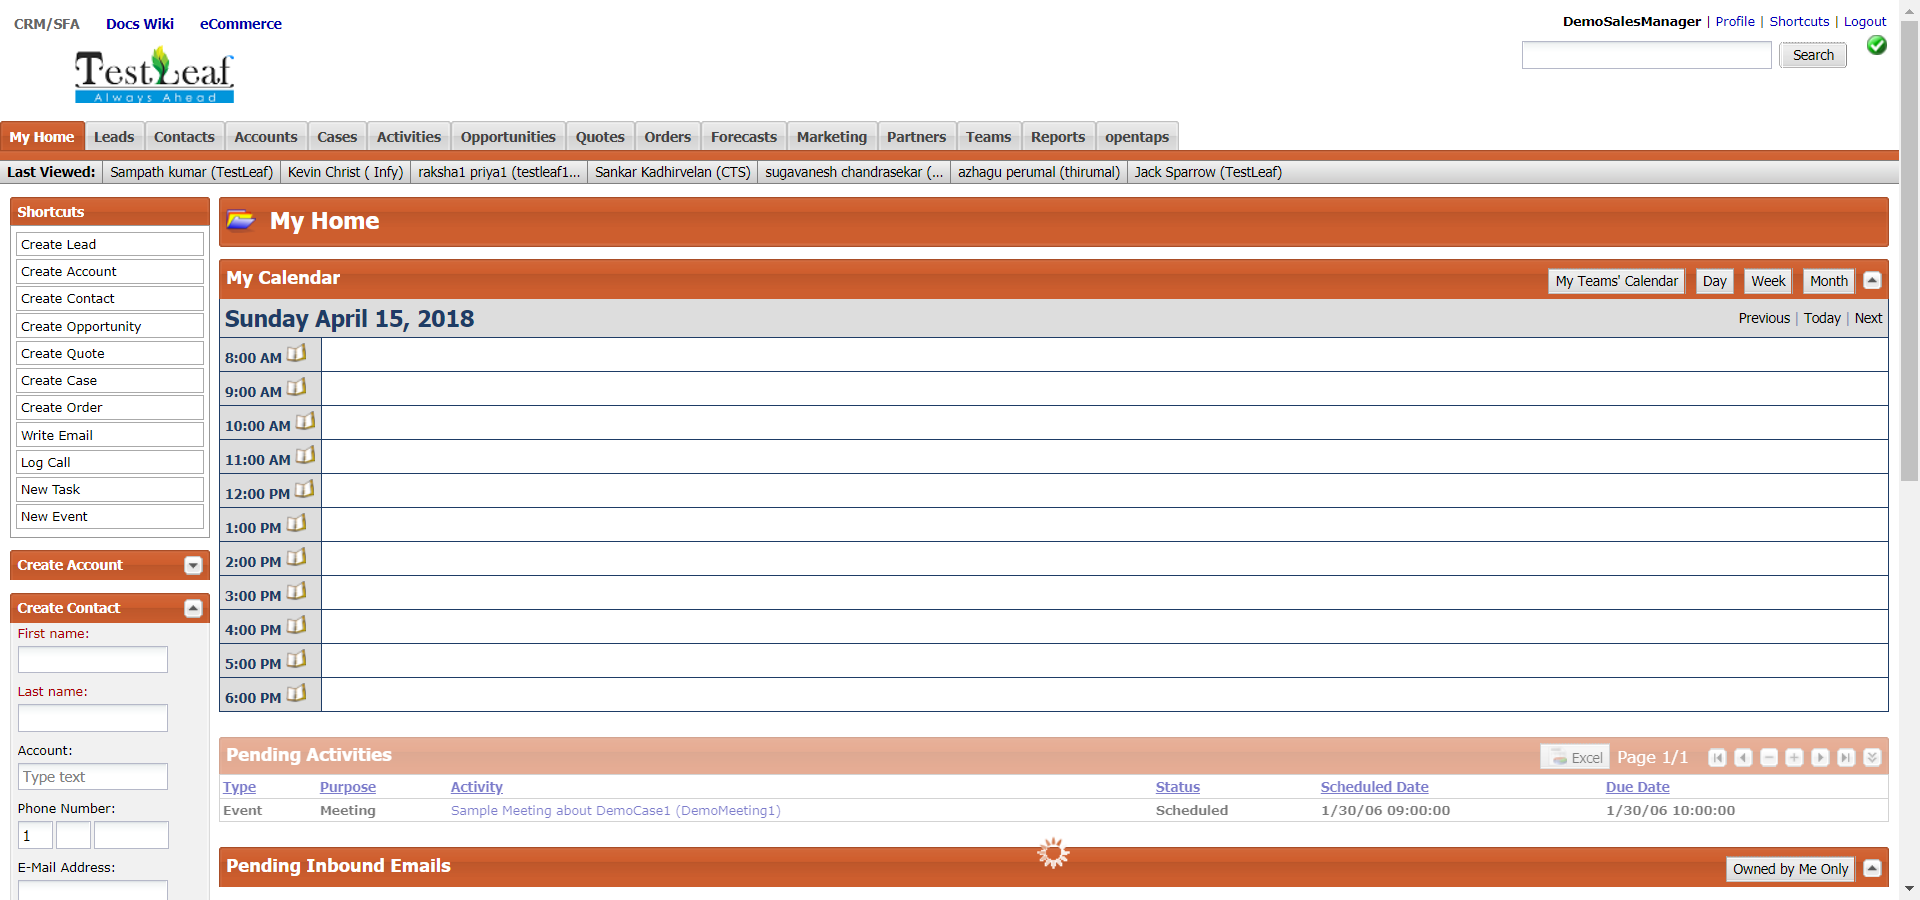 CRM/SFA Docs Wiki eCommerce
DemoSalesManager | Profile | Shortcuts | Logout
Search
TestLeaf
Always Ahead
My Home Leads Contacts Accounts Cases Activities Opportunities Quotes Orders Forecasts Marketing Partners Teams Reports opentaps
Last Viewed: Sampath kumar (TestLeaf) Kevin Christ ( Infy) raksha1 priya1 (testleaf1... Sankar Kadhirvelan (CTS) sugavanesh chandrasekar (... azhagu perumal (thirumal) Jack Sparrow (TestLeaf)
Shortcuts
Create Lead
Create Account
Create Contact
Create Opportunity
Create Quote
Create Case
Create Order
Write Email
Log Call
New Task
New Event
Create Account
Create Contact
First name:
Last name:
Account:
Type text
Phone Number:
1
E-Mail Address:
My Home
My Calendar
My Teams' Calendar Day Week Month
Sunday April 15, 2018
Previous | Today | Next
8:00 AM
9:00 AM
10:00 AM
11:00 AM
12:00 PM
1:00 PM
2:00 PM
3:00 PM
4:00 PM
5:00 PM
6:00 PM
Pending Activities
Excel Page 1/1
Type Purpose Activity Status Scheduled Date Due Date
Event Meeting Sample Meeting about DemoCase1 (DemoMeeting1) Scheduled 1/30/06 09:00:00 1/30/06 10:00:00
Pending Inbound Emails
Owned by Me Only